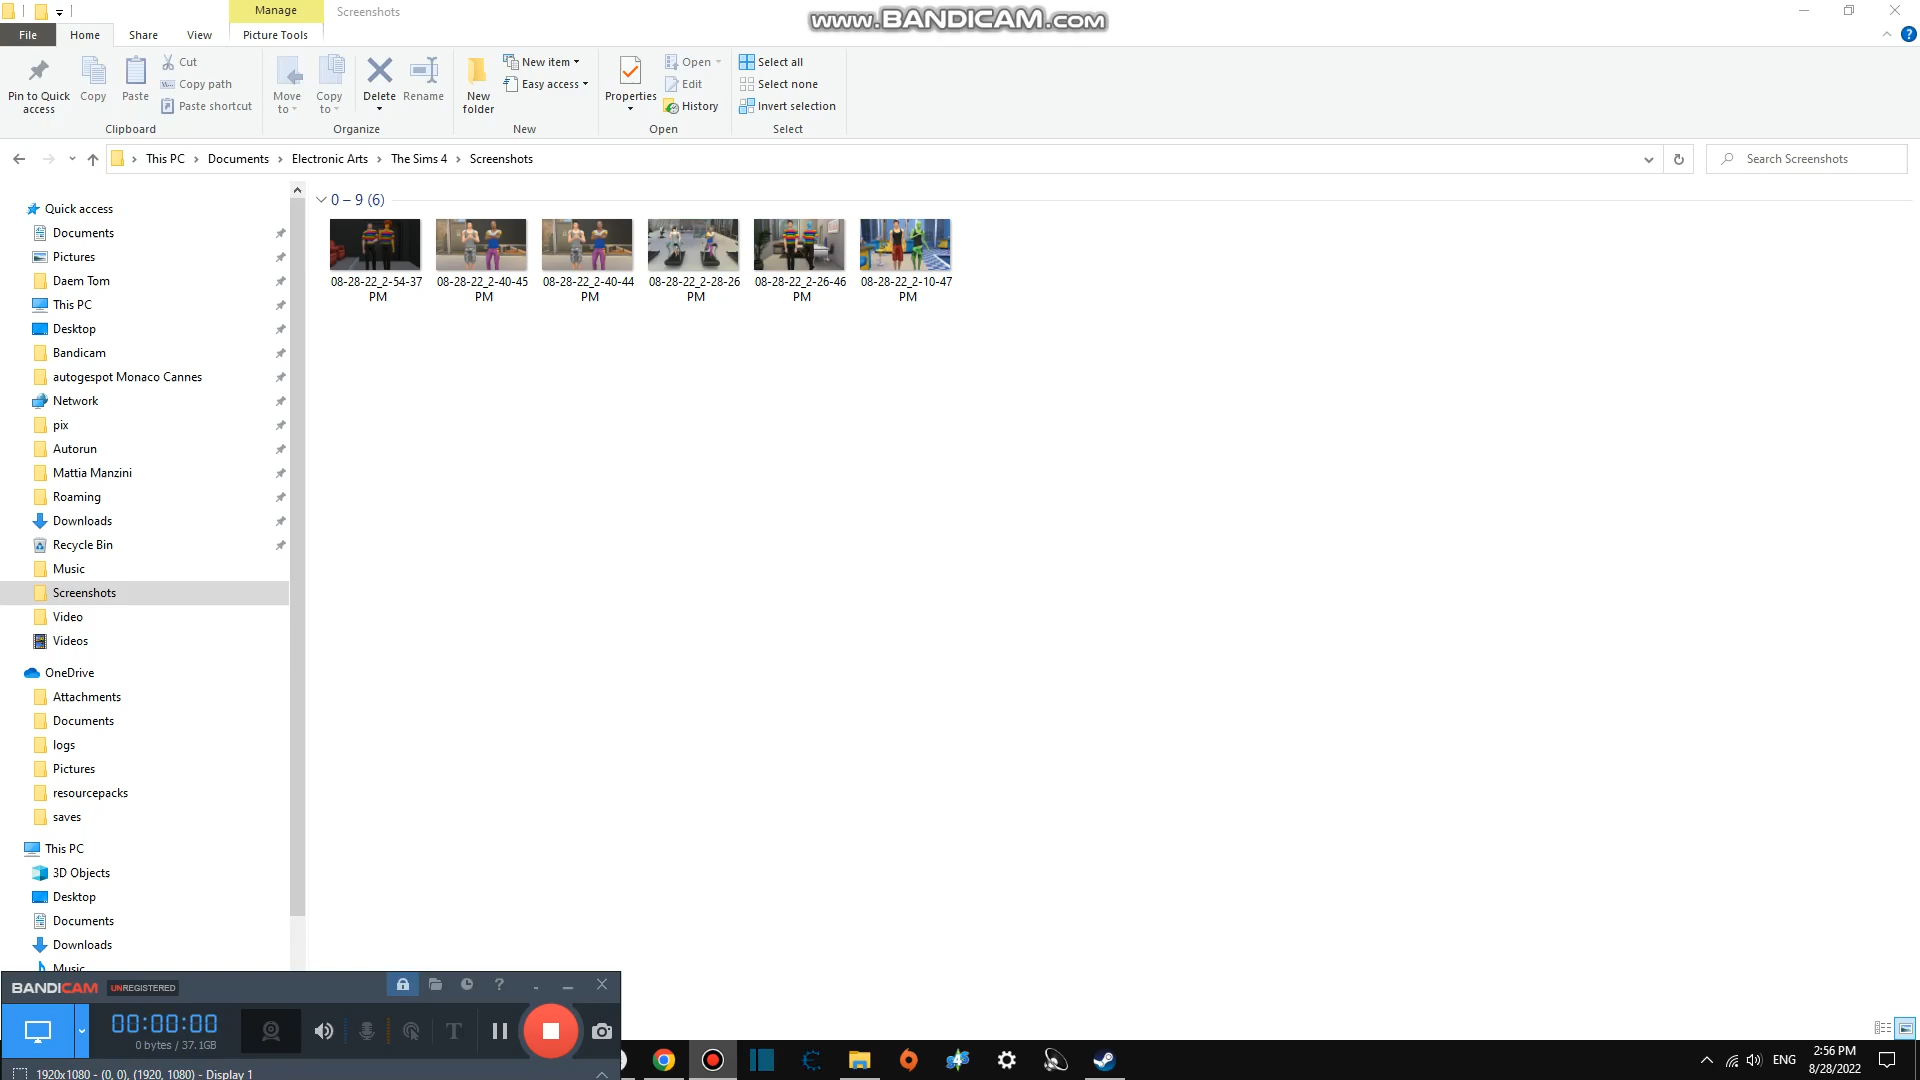 Manage
Screenshots
www.BANDICAM.com
File
Home
Share
View
Picture Tools
Pin to Quick access
Copy
Paste
Cut
Copy path
Paste shortcut
Clipboard
Move to
Copy to
Delete
Rename
Organize
New folder
New item
Easy access
New
Properties
Open
Edit
History
Open
Select all
Select none
Invert selection
Select
This PC
Documents
Electronic Arts
The Sims 4
Screenshots
Search Screenshots
0 – 9 (6)
08-28-22_2-54-37 PM
08-28-22_2-40-45 PM
08-28-22_2-40-44 PM
08-28-22_2-28-26 PM
08-28-22_2-26-46 PM
08-28-22_2-10-47 PM
Quick access
Documents
Pictures
Daem Tom
This PC
Desktop
Bandicam
autogespot Monaco Cannes
Network
pix
Autorun
Mattia Manzini
Roaming
Downloads
Recycle Bin
Music
Screenshots
Video
Videos
OneDrive
Attachments
Documents
logs
Pictures
resourcepacks
saves
This PC
3D Objects
Desktop
Documents
Downloads
Music
BANDICAM UNREGISTERED
00:00:00
0 bytes / 37.1GB
1920x1080 - (0, 0), (1920, 1080) - Display 1
ENG
2:56 PM
8/28/2022